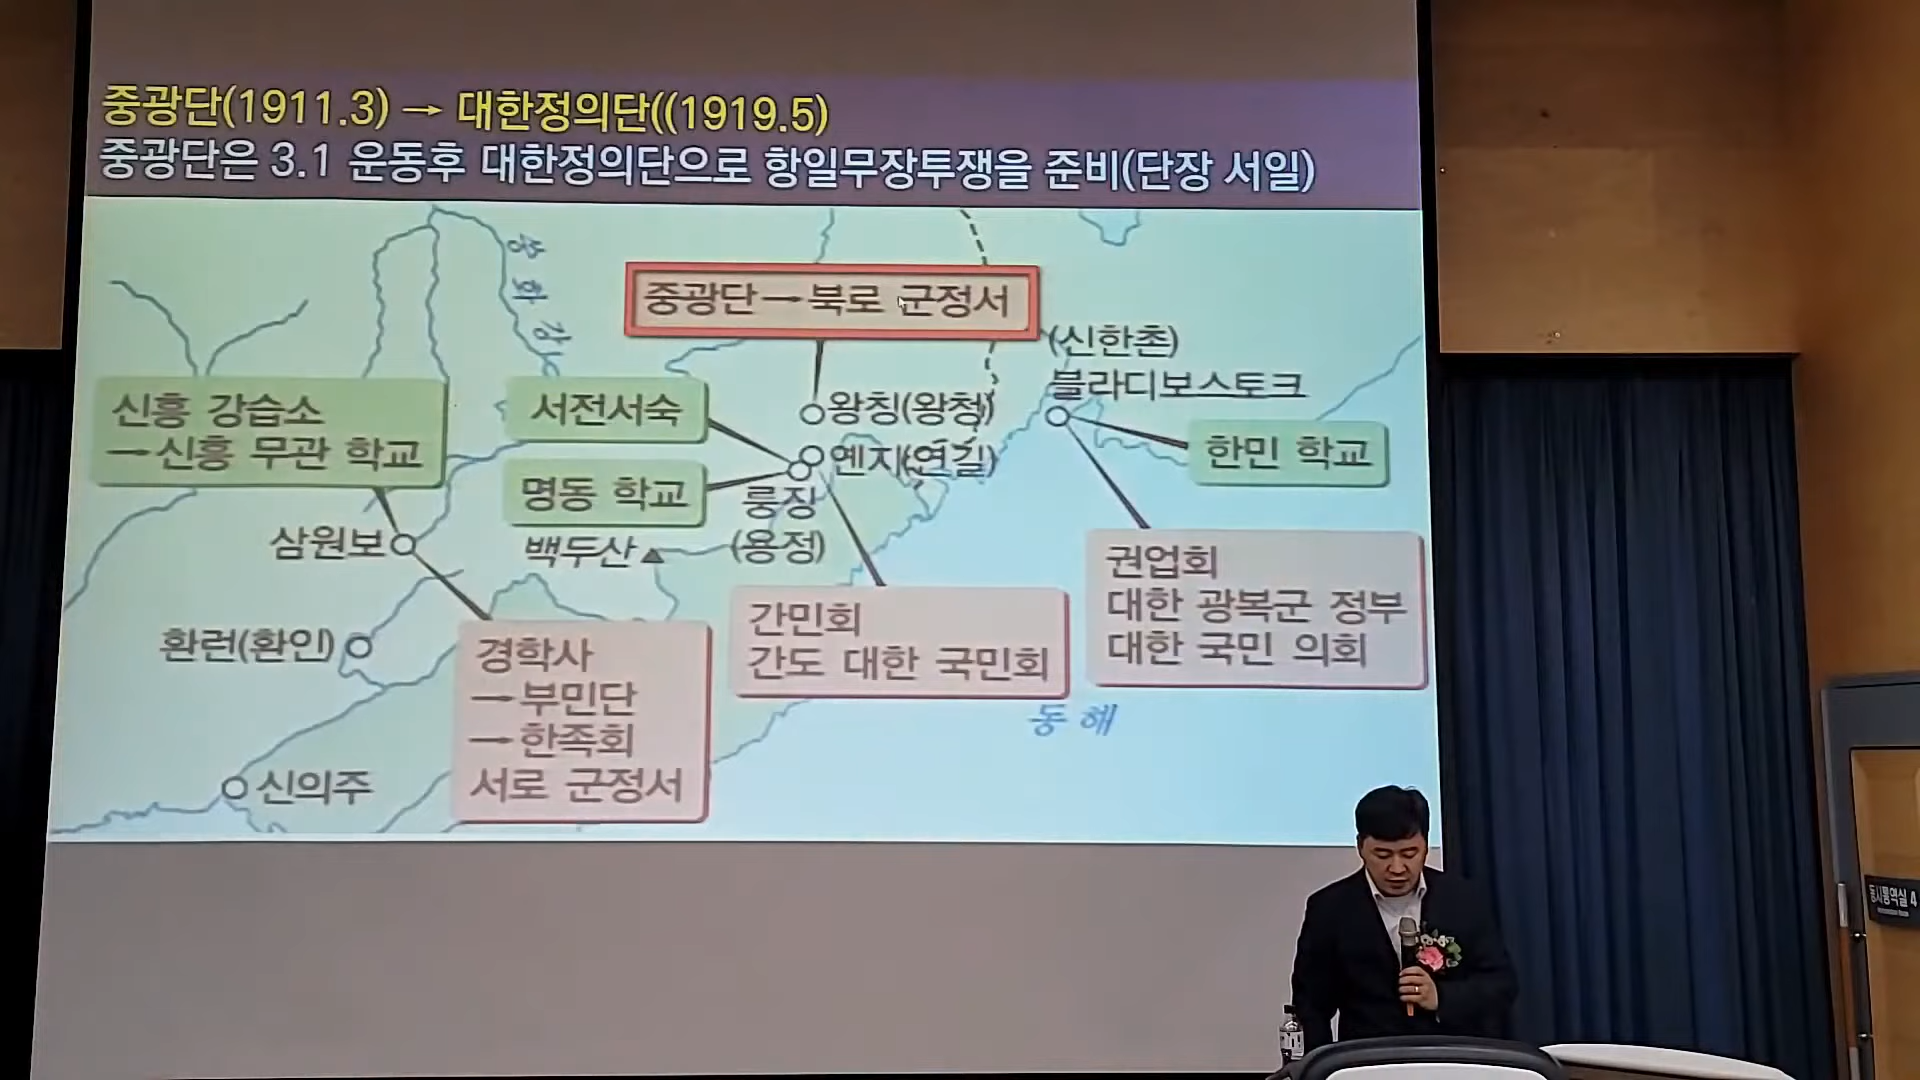 중광단(1911.3) → 대한정의단((1919.5)
중광단은 3.1 운동후 대한정의단으로 항일무장투쟁을 준비(단장 서일)
송화강
중광단→북로 군정서
(신한촌)
블라디보스토크
신흥 강습소
→신흥 무관 학교
서전서숙
왕칭(왕청)
옌지(연길)
한민 학교
명동 학교
룽징
(용정)
삼원보
백두산
권업회
대한 광복군 정부
대한 국민 의회
간민회
간도 대한 국민회
환런(환인)
경학사
→부민단
→한족회
서로 군정서
동해
신의주
동시통역실 4